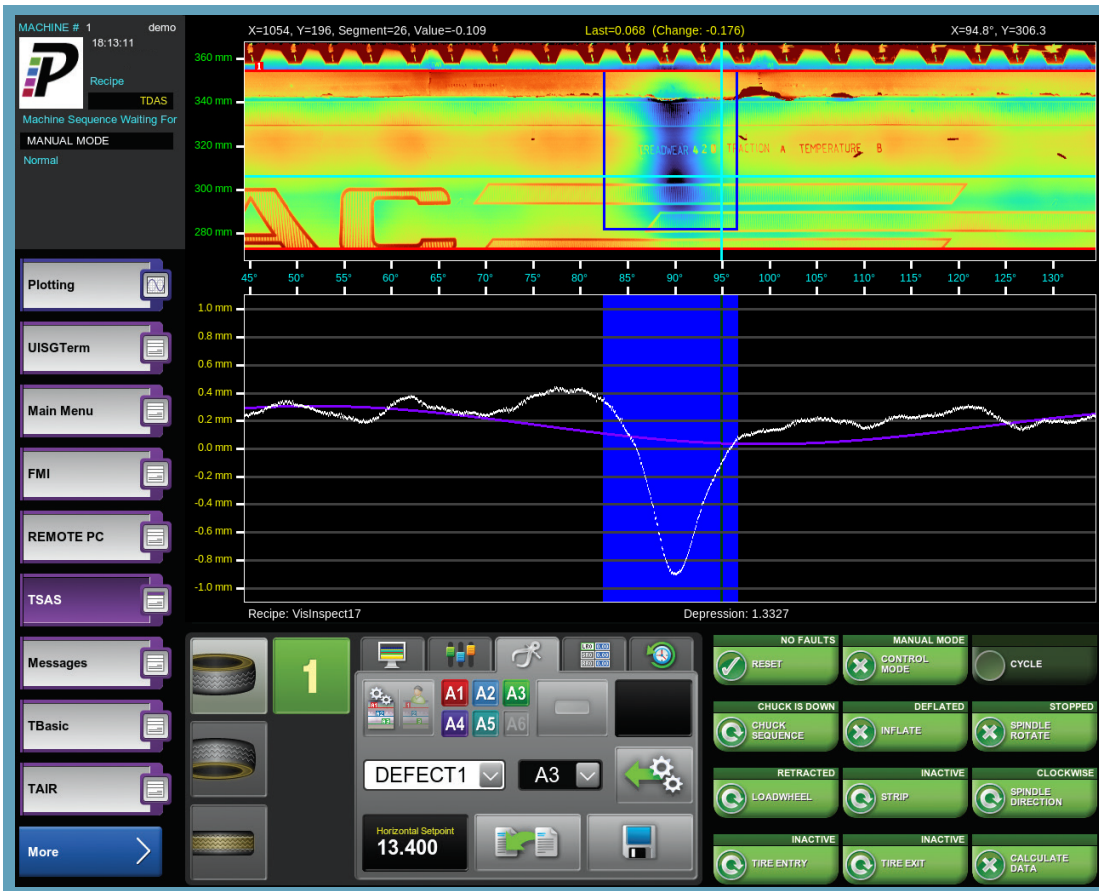 MACHINE # 1 demo
18:13:11
Recipe
TDAS
Machine Sequence Waiting For
MANUAL MODE
Normal
X=1054, Y=196, Segment=26, Value=-0.109
Last=0.068 (Change: -0.176)
X=94.8°, Y=306.3
360 mm
1
340 mm
320 mm
TREADWEAR 4 2 TRACTION A TEMPERATURE B
300 mm
280 mm
AC
45° 50° 55° 60° 65° 70° 75° 80° 85° 90° 95° 100° 105° 110° 115° 120° 125° 130°
1.0 mm
0.8 mm
0.6 mm
0.4 mm
0.2 mm
0.0 mm
-0.2 mm
-0.4 mm
-0.6 mm
-0.8 mm
-1.0 mm
Recipe: VisInspect17
Depression: 1.3327
Plotting
UISGTerm
Main Menu
FMI
REMOTE PC
TSAS
Messages
TBasic
TAIR
More
1
A1 A2 A3
A4 A5 A6
DEFECT1
A3
Horizontal Setpoint
13.400
NO FAULTS
RESET
MANUAL MODE
CONTROL
MODE
CYCLE
CHUCK IS DOWN
CHUCK
SEQUENCE
DEFLATED
INFLATE
STOPPED
SPINDLE
ROTATE
RETRACTED
LOADWHEEL
INACTIVE
STRIP
CLOCKWISE
SPINDLE
DIRECTION
INACTIVE
TIRE ENTRY
INACTIVE
TIRE EXIT
CALCULATE
DATA